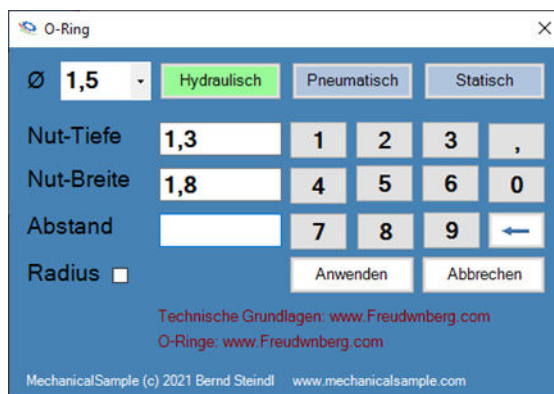 O-Ring
Ø 1,5 Hydraulisch Pneumatisch Statisch
Nut-Tiefe 1,3 1 2 3 ,
Nut-Breite 1,8 4 5 6 0
Abstand 7 8 9
Radius Anwenden Abbrechen
Technische Grundlagen: www.Freudwnberg.com
O-Ringe: www.Freudwnberg.com
MechanicalSample (c) 2021 Bernd Steindl www.mechanicalsample.com